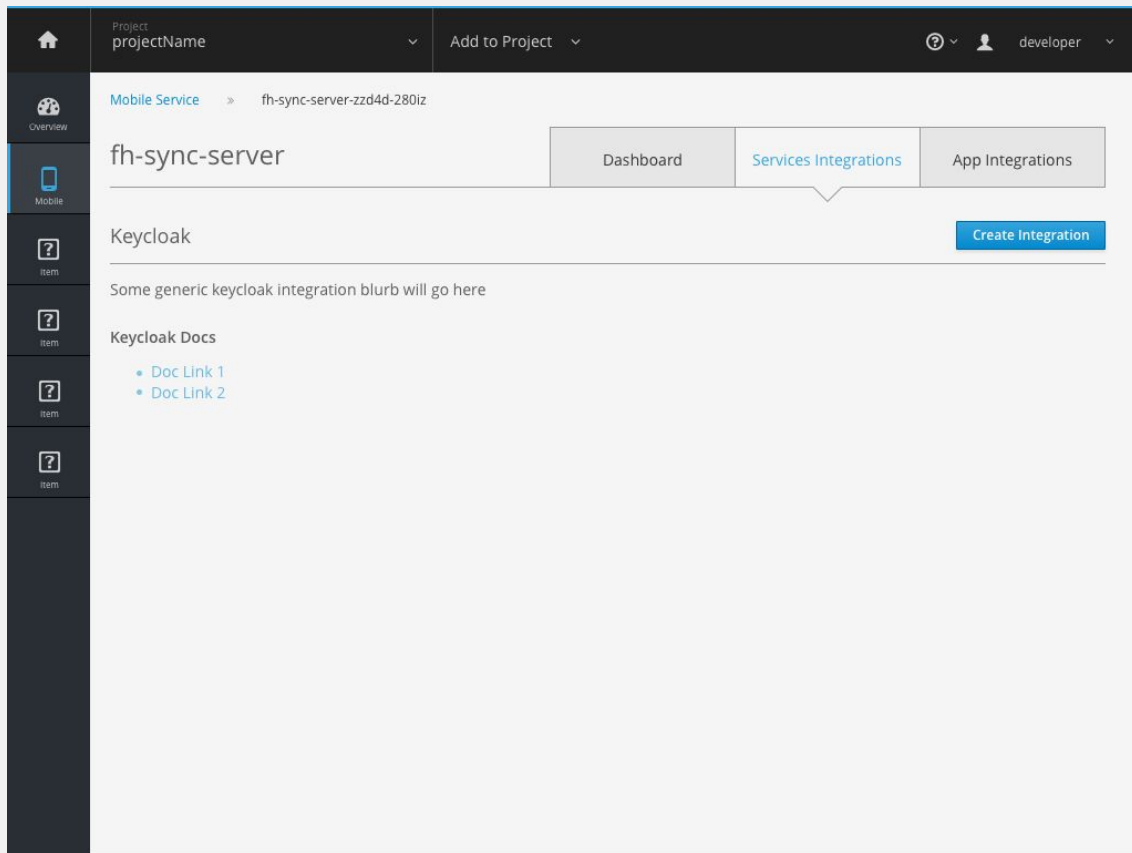 Project
projectName
Add to Project
developer
Overview
Mobile
Item
Item
Item
Item
Mobile Service » fh-sync-server-zzd4d-280iz
fh-sync-server
Dashboard
Services Integrations
App Integrations
Keycloak
Create Integration
Some generic keycloak integration blurb will go here
Keycloak Docs
• Doc Link 1
• Doc Link 2